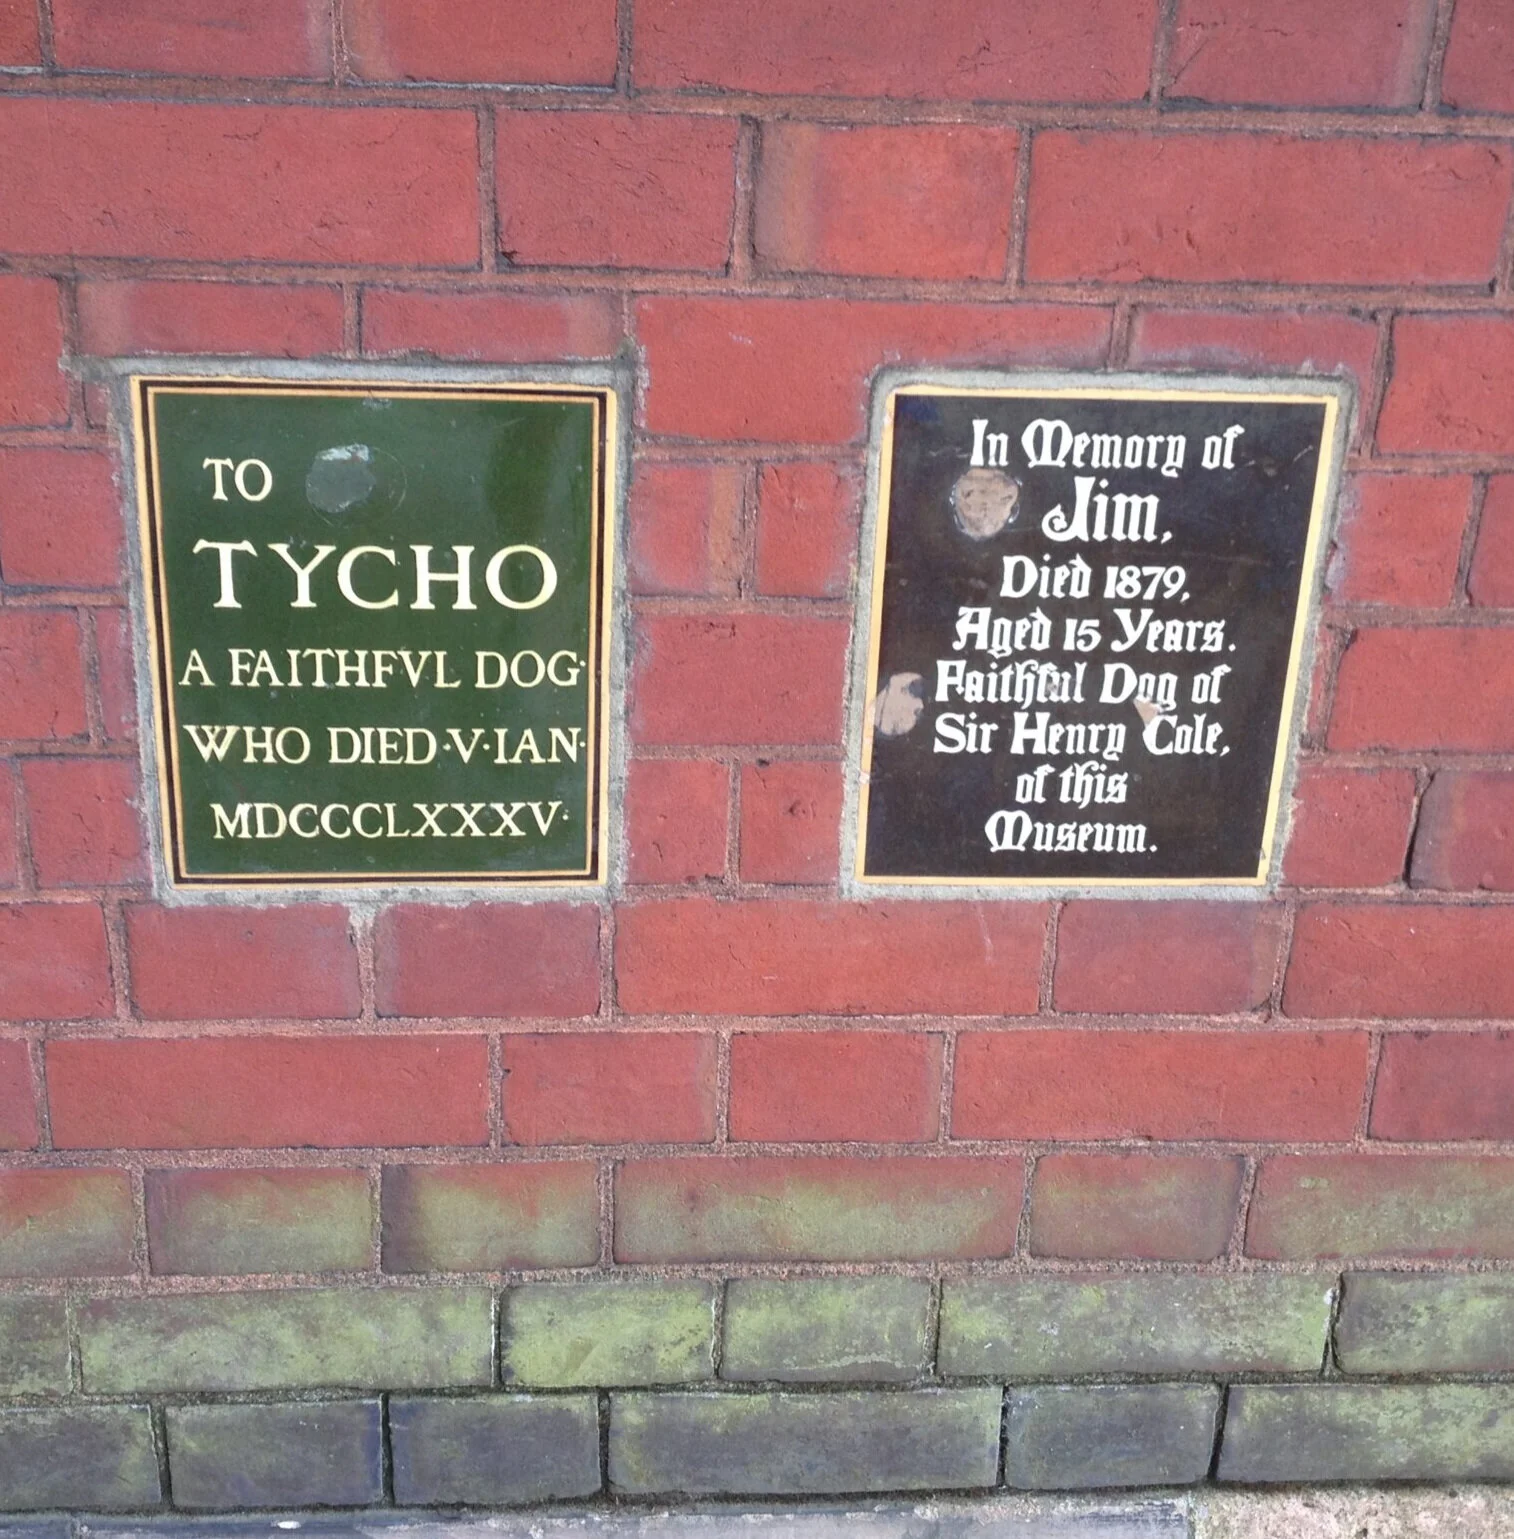 TO
TYCHO
A FAITHFVL DOG·
WHO DIED·V·IAN·
MDCCCLXXXV·
In Memory of
Jim,
Died 1879,
Aged 15 Years.
Faithful Dog of
Sir Henry Cole,
of this
Museum.